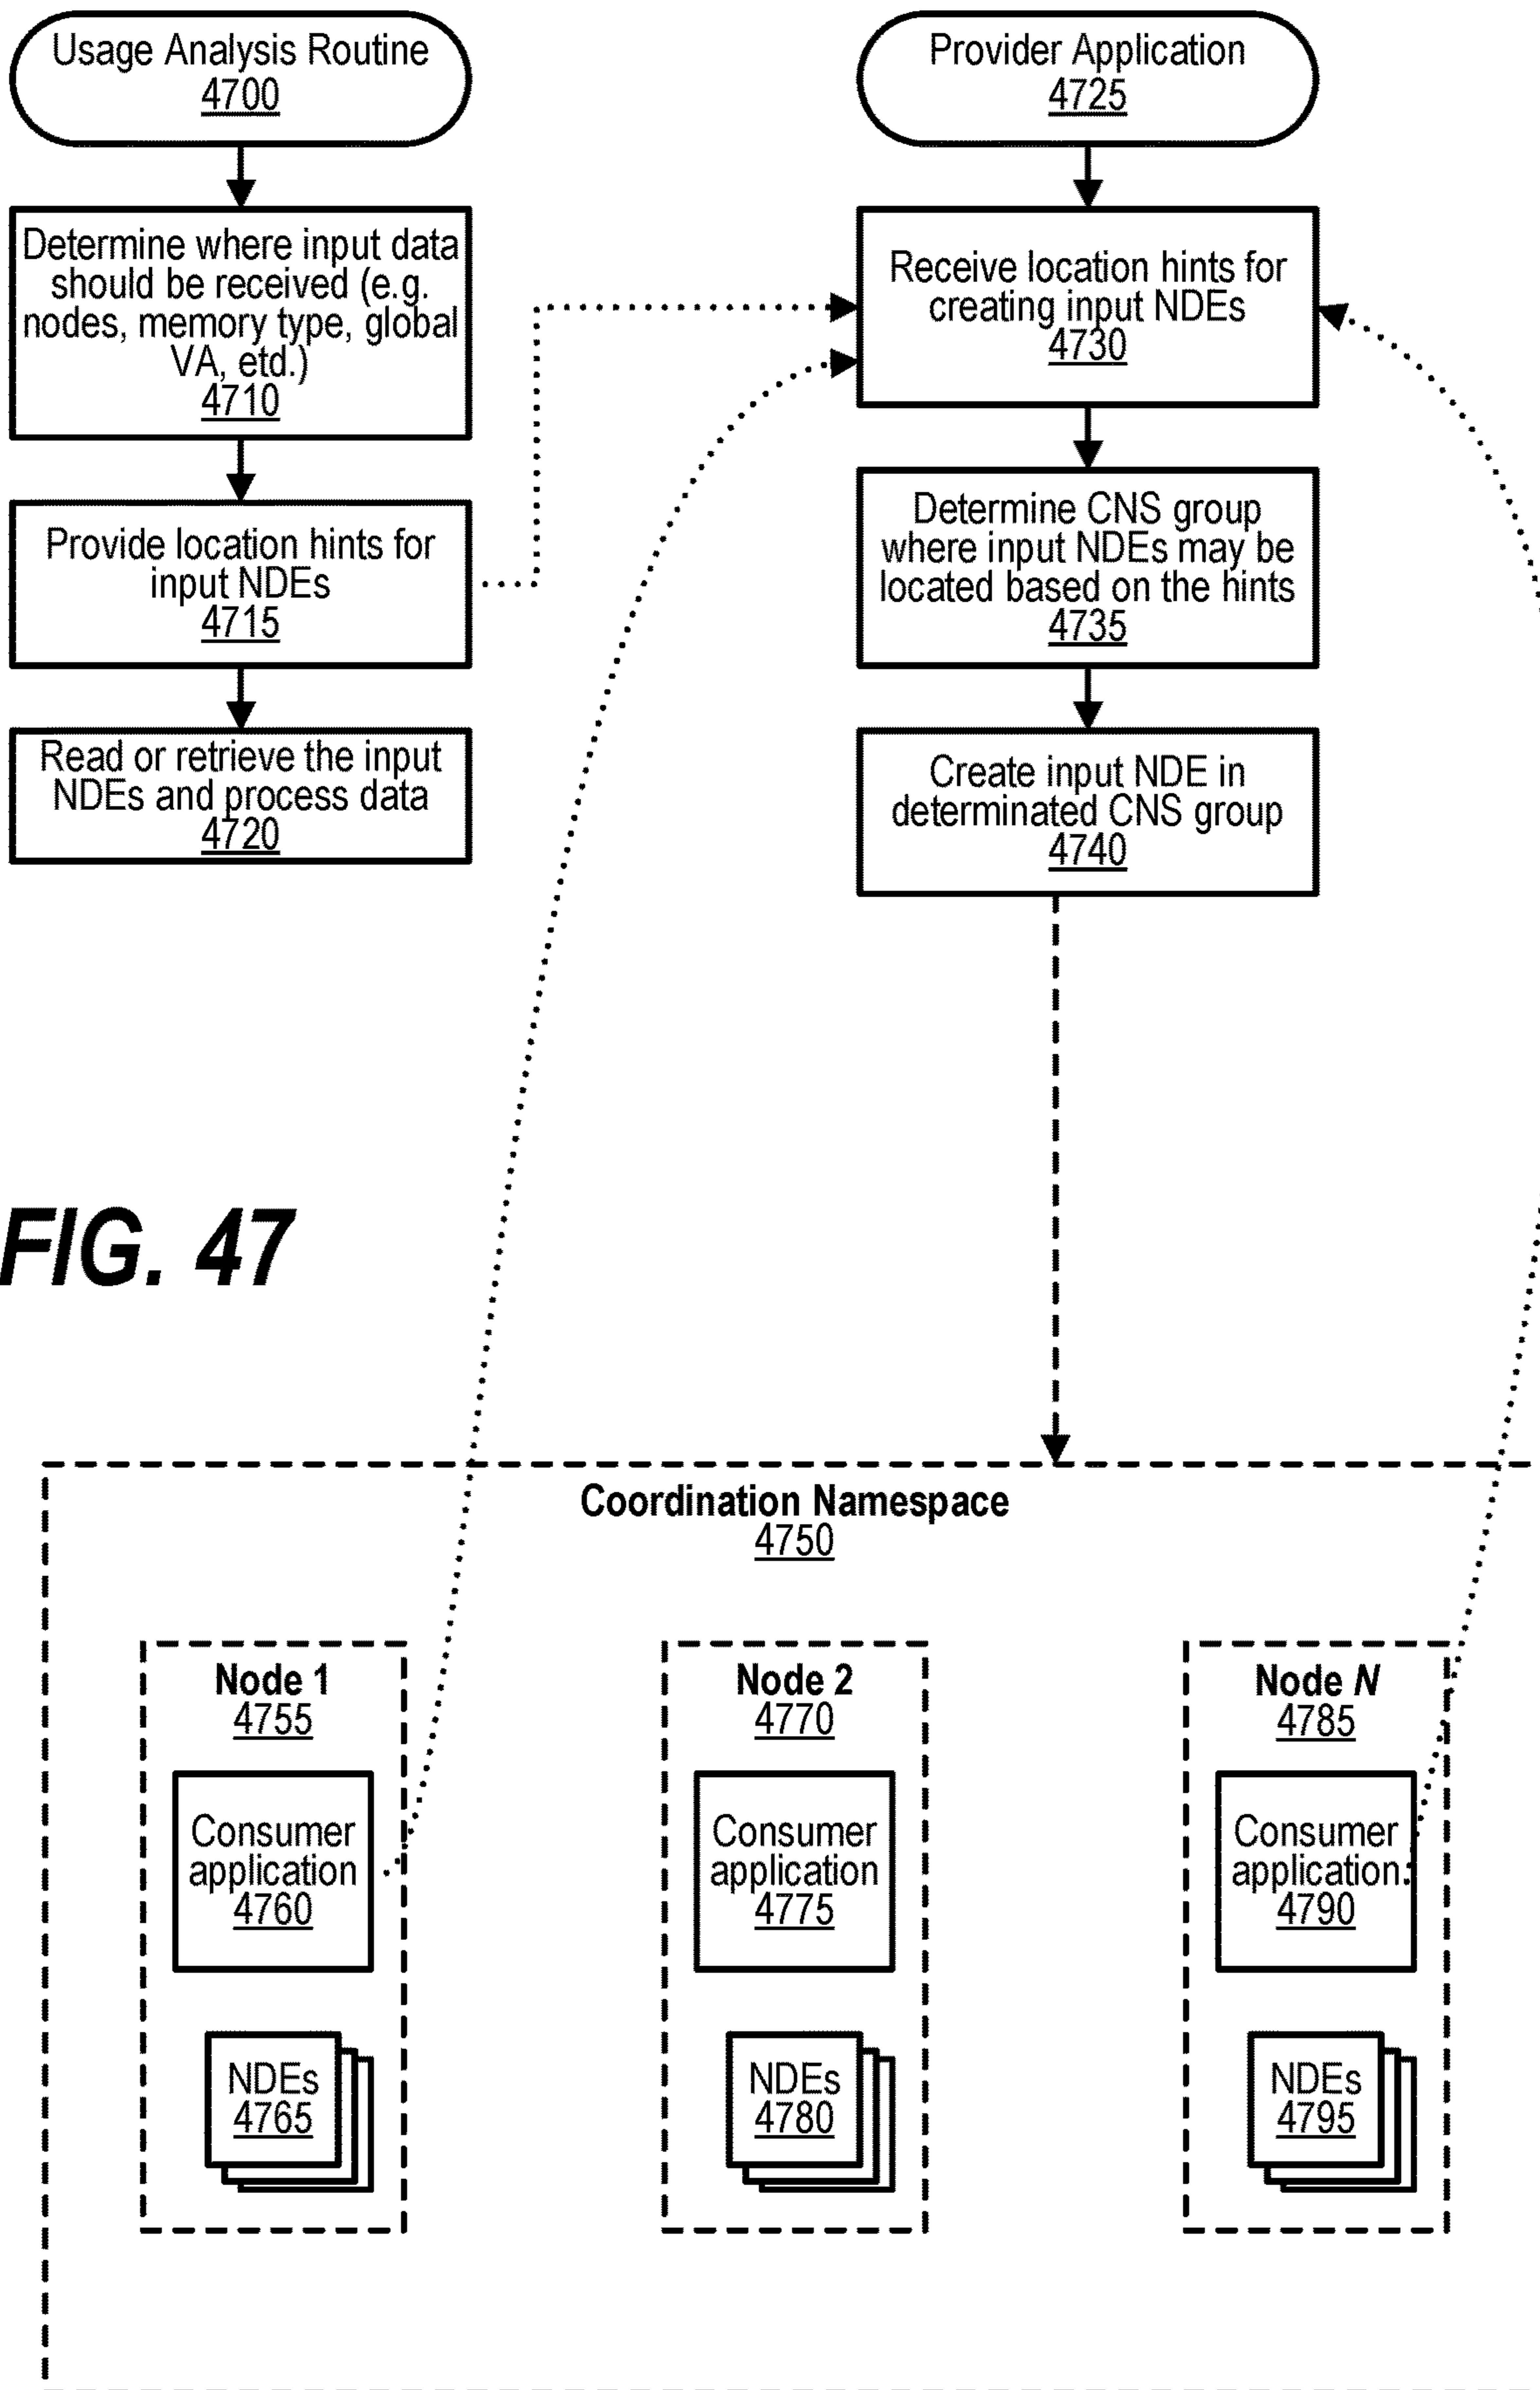 Usage Analysis Routine
4700
Determine where input data
should be received (e.g.
nodes, memory type, global
VA, etd.)
4710
Provide location hints for
input NDEs
4715
Read or retrieve the input
NDEs and process data
4720
Provider Application
4725
Receive location hints for
creating input NDEs
4730
Determine CNS group
where input NDEs may be
located based on the hints
4735
Create input NDE in
determinated CNS group
4740
FIG. 47
Coordination Namespace
4750
Node 1
4755
Consumer
application
4760
NDEs
4765
Node 2
4770
Consumer
application
4775
NDEs
4780
Node N
4785
Consumer
application
4790
NDEs
4795